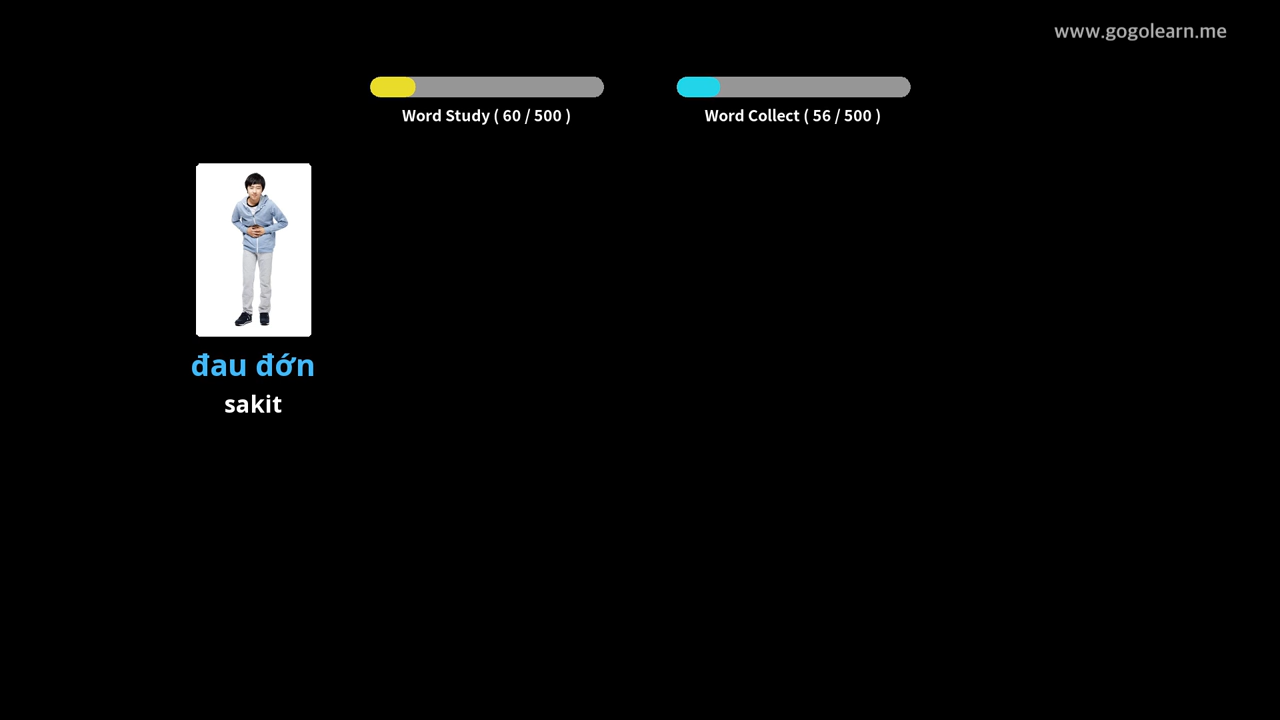 www.gogolearn.me
Word Study ( 60 / 500 )
Word Collect ( 56 / 500 )
đau đớn
sakit